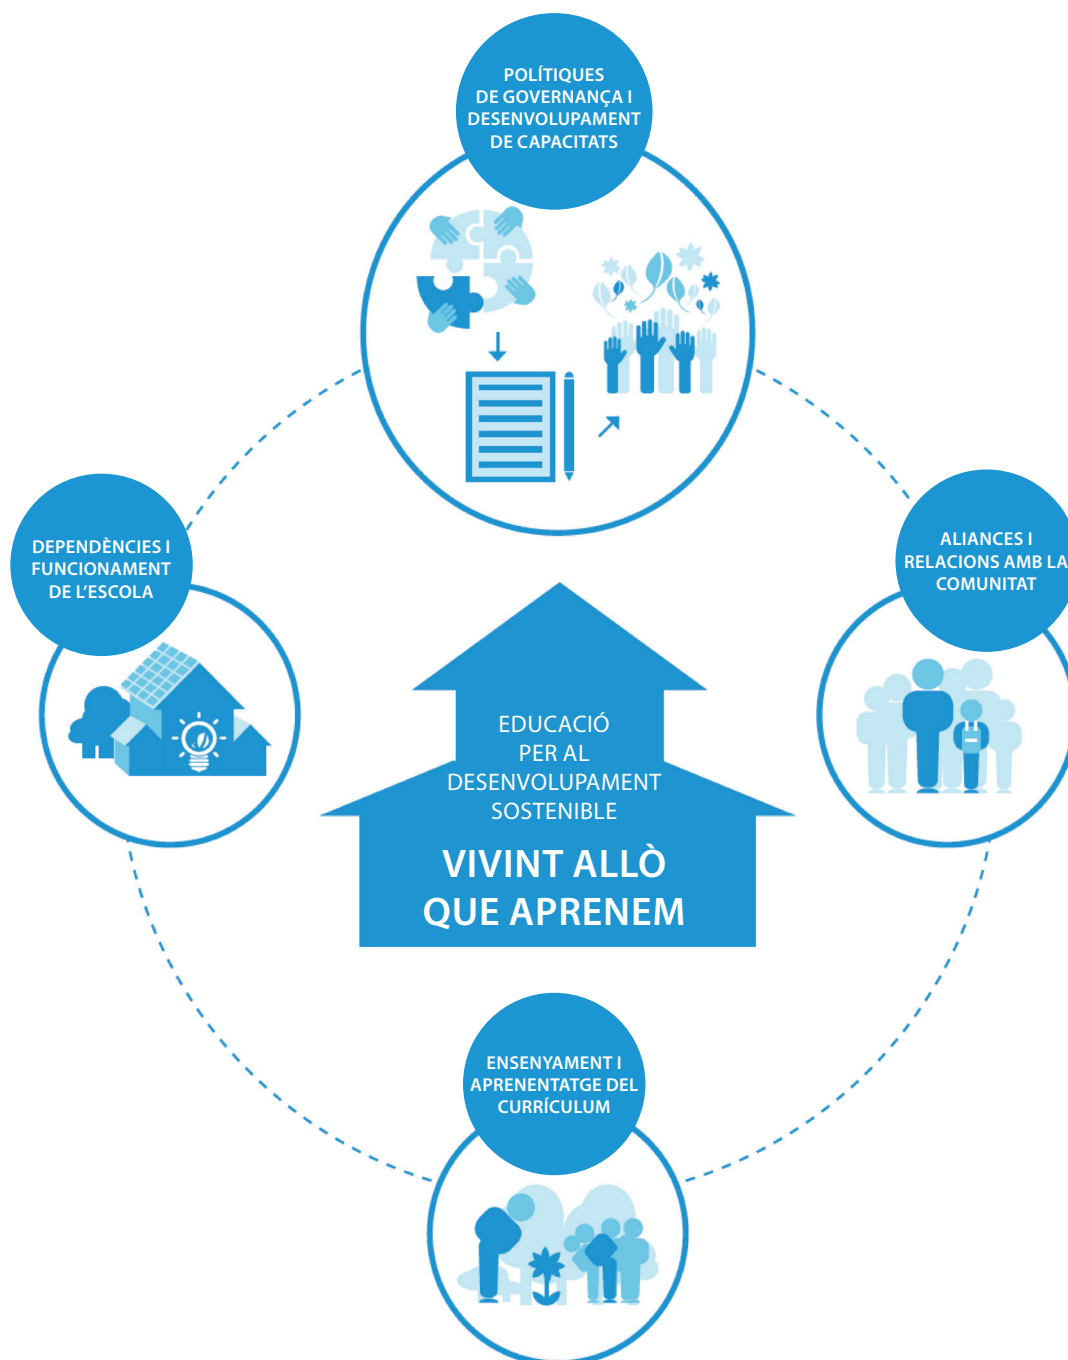 POLÍTIQUES
DE GOVERNANÇA I
DESENVOLUPAMENT
DE CAPACITATS
DEPENDÈNCIES I
FUNCIONAMENT
DE L'ESCOLA
ALIANCES I
RELACIONS AMB LA
COMUNITAT
EDUCACIÓ
PER AL
DESENVOLUPAMENT
SOSTENIBLE
VIVINT ALLÒ
QUE APRENEM
ENSENYAMENT I
APRENENTATGE DEL
CURRÍCULUM